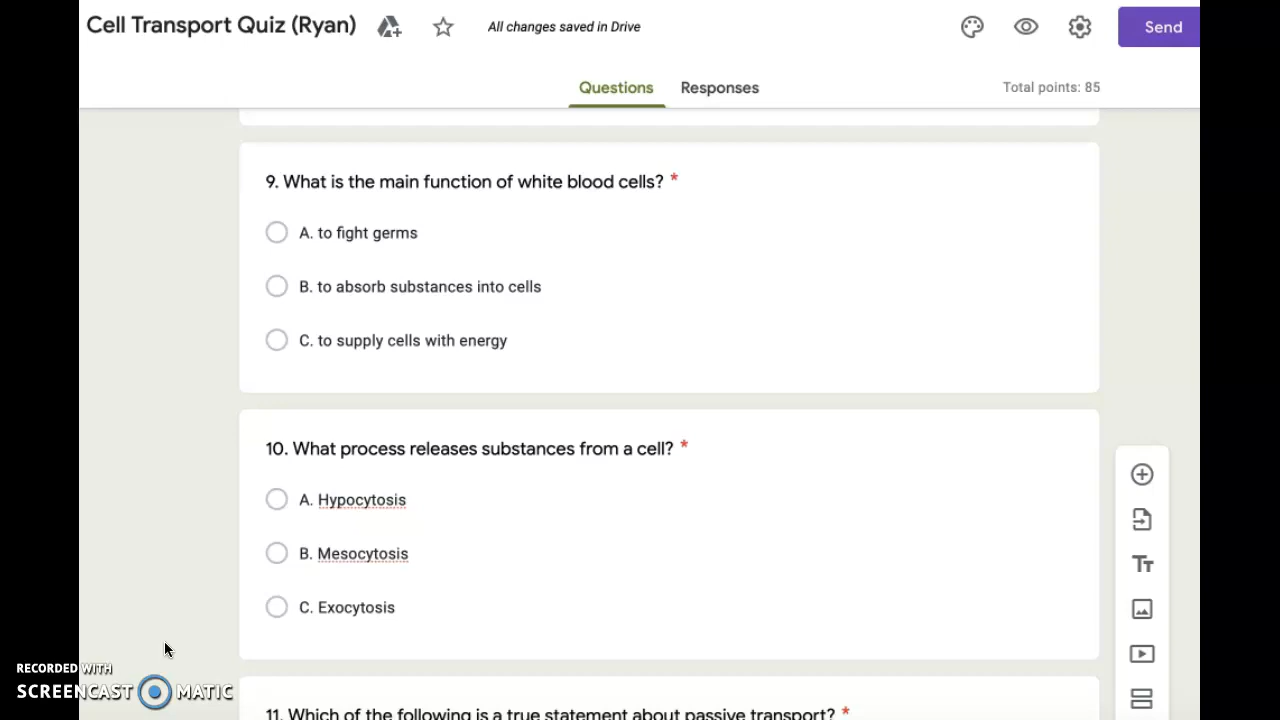 Cell Transport Quiz (Ryan)
All changes saved in Drive
Send
Questions
Responses
Total points: 85
9. What is the main function of white blood cells? *
A. to fight germs
B. to absorb substances into cells
C. to supply cells with energy
10. What process releases substances from a cell? *
A. Hypocytosis
B. Mesocytosis
C. Exocytosis
Tт
11. Which of the following is a true statement about passive transport? *
RECORDED WITH
SCREENCAST MATIC